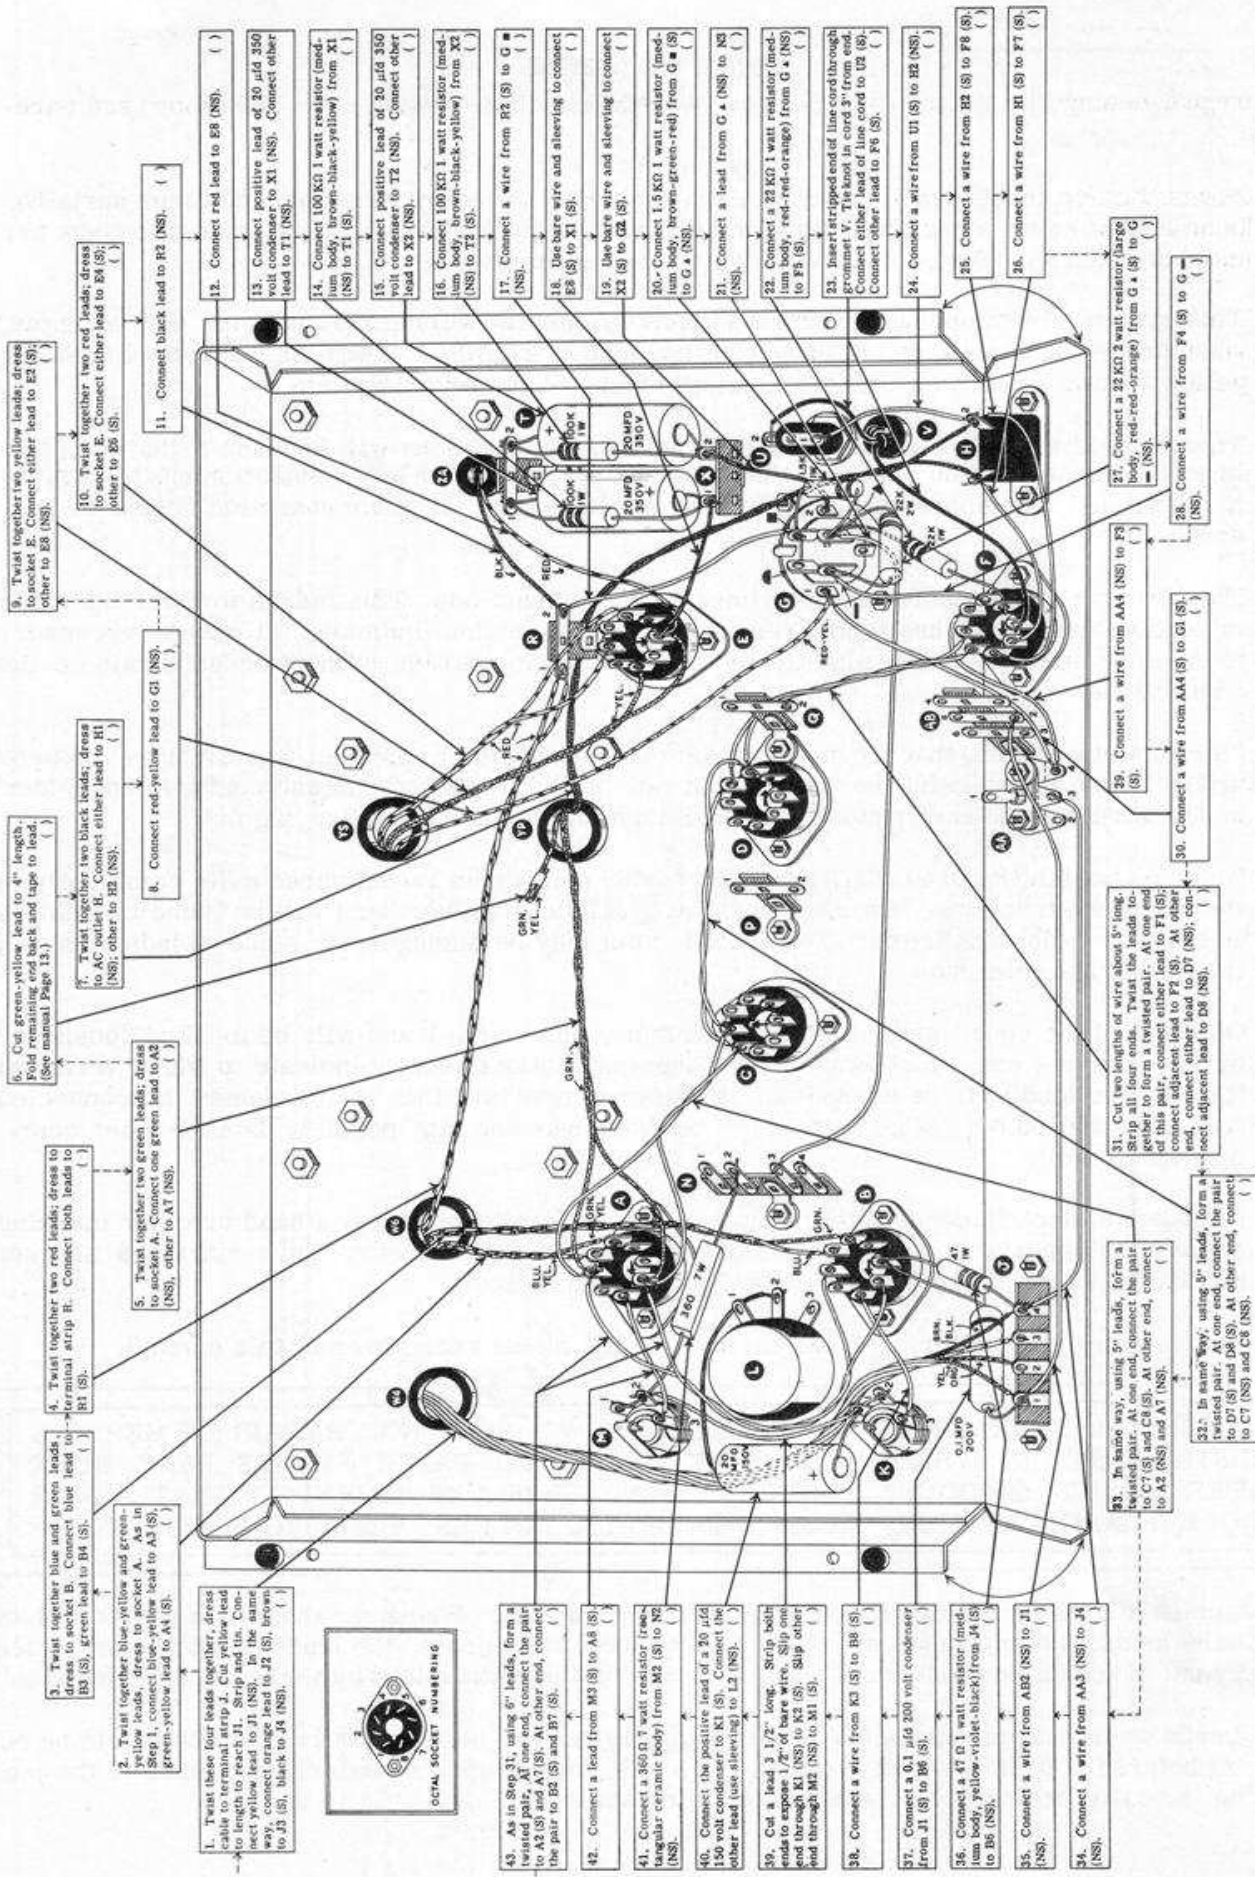 1. Twist these four leads together, dress
cable to terminal strip J. Cut yellow lead
to length to reach J1. Strip and tin. Con-
nect yellow lead to J1 (NS). In the same
way, connect orange lead to J2 (S), brown
to J3 (S), black to J4 (NS). ( )
2. Twist together blue-yellow and green-
yellow leads, dress to socket A. As in
Step 1, connect blue-yellow lead to A3 (S),
green-yellow lead to A4 (S). ( )
3. Twist together blue and green leads,
dress to socket B. Connect blue lead to
B3 (S), green lead to B4 (S). ( )
4. Twist together two red leads; dress to
terminal strip R. Connect both leads to
R1 (S). ( )
5. Twist together two green leads; dress
to socket A. Connect one green lead to A2
(NS), other to A7 (NS). ( )
6. Cut green-yellow lead to 4" length.
Fold remaining end back and tape to lead.
(See manual Page 13.) ( )
7. Twist together two black leads; dress
to AC outlet H. Connect either lead to H1
(NS); other to H2 (NS). ( )
8. Connect red-yellow lead to G1 (NS).
( )
9. Twist together two yellow leads; dress
to socket E. Connect either lead to E2 (S);
other to E8 (NS). ( )
10. Twist together two red leads; dress
to socket E. Connect either lead to E4 (S);
other to E6 (S). ( )
11. Connect black lead to R2 (NS). ( )
12. Connect red lead to E8 (NS). ( )
13. Connect positive lead of 20 µfd 350
volt condenser to X1 (NS). Connect other
lead to T1 (NS). ( )
14. Connect 100 KΩ 1 watt resistor (med-
ium body, brown-black-yellow) from X1
(NS) to T1 (S). ( )
15. Connect positive lead of 20 µfd 350
volt condenser to T2 (NS). Connect other
lead to X2 (NS). ( )
16. Connect 100 KΩ 1 watt resistor (med-
ium body, brown-black-yellow) from X2
(NS) to T2 (S). ( )
17. Connect a wire from R2 (S) to G ■
(NS). ( )
18. Use bare wire and sleeving to connect
E8 (S) to X1 (S). ( )
19. Use bare wire and sleeving to connect
X2 (S) to G2 (S). ( )
20. Connect 1.5 KΩ 1 watt resistor (med-
ium body, brown-green-red) from G ■ (S)
to G ▲ (NS). ( )
21. Connect a lead from G ▲ (NS) to N3
(NS). ( )
22. Connect a 22 KΩ 1 watt resistor (med-
ium body, red-red-orange) from G ▲ (NS)
to F5 (S). ( )
23. Insert stripped end of line cord through
grommet V. Tie knot in cord 3" from end.
Connect either lead of line cord to U2 (S).
Connect other lead to F6 (S). ( )
24. Connect a wire from U1 (S) to H2 (NS).
( )
25. Connect a wire from H2 (S) to F8 (S).
( )
26. Connect a wire from H1 (S) to F7 (S).
( )
27. Connect a 22 KΩ 2 watt resistor (large
body, red-red-orange) from G ▲ (S) to G
▬ (NS). ( )
28. Connect a wire from F4 (S) to G ▬
(NS). ( )
29. Connect a wire from AA4 (NS) to F3
(S). ( )
30. Connect a wire from AA4 (S) to G1 (S).
( )
31. Cut two lengths of wire about 5" long.
Strip all four ends. Twist the leads to-
gether to form a twisted pair. At one end
of this pair, connect either lead to F1 (S);
connect adjacent lead to F2 (S). At other
end, connect either lead to D7 (NS); con-
nect adjacent lead to D8 (NS). ( )
32. In same way, using 5" leads, form a
twisted pair. At one end, connect the pair
to D7 (S) and D8 (S). At other end, connect
to C7 (NS) and C8 (NS). ( )
33. In same way, using 5" leads, form a
twisted pair. At one end, connect the pair
to C7 (S) and C8 (S). At other end, connect
to A2 (NS) and A7 (NS). ( )
34. Connect a wire from AA3 (NS) to J4
(NS). ( )
35. Connect a wire from AB2 (NS) to J1
(NS). ( )
36. Connect a 47 Ω 1 watt resistor (med-
ium body, yellow-violet-black) from J4 (S)
to B6 (NS). ( )
37. Connect a 0.1 µfd 200 volt condenser
from J1 (S) to B6 (S). ( )
38. Connect a wire from K3 (S) to B8 (S).
( )
39. Cut a lead 3 1/2" long. Strip both
ends to expose 1/2" of bare wire. Slip one
end through K1 (NS) to K2 (S). Slip other
end through M2 (NS) to M1 (S). ( )
40. Connect the positive lead of a 20 µfd
150 volt condenser to K1 (S). Connect the
other lead (use sleeving) to L2 (NS). ( )
41. Connect a 360 Ω 7 watt resistor (rec-
tangular ceramic body) from M2 (S) to N2
(NS). ( )
42. Connect a lead from M3 (S) to A8 (S).
( )
43. As in Step 31, using 6" leads, form a
twisted pair. At one end, connect the pair
to A2 (S) and A7 (S). At other end, connect
the pair to B2 (S) and B7 (S). ( )
OCTAL SOCKET NUMBERING
1 2 3 4 5 6 7 8
BLK.
RED
100K
1W
20 MFD
350V
100K
1W
20 MFD
350V
1.5K
1W
22K
2W
22K
1W
RED-YEL.
YEL.
RED
GRN.
YEL.
GRN.
GRN.
YEL.
BLU.
YEL.
GRN.
BLU.
360 7W
47
1W
BRN.
BLK.
YEL.
ORG.
0.1 MFD
200V
20
MFD
150V
A
B
C
D
E
F
G
H
J
K
L
M
N
P
R
T
U
V
X
AA
AB